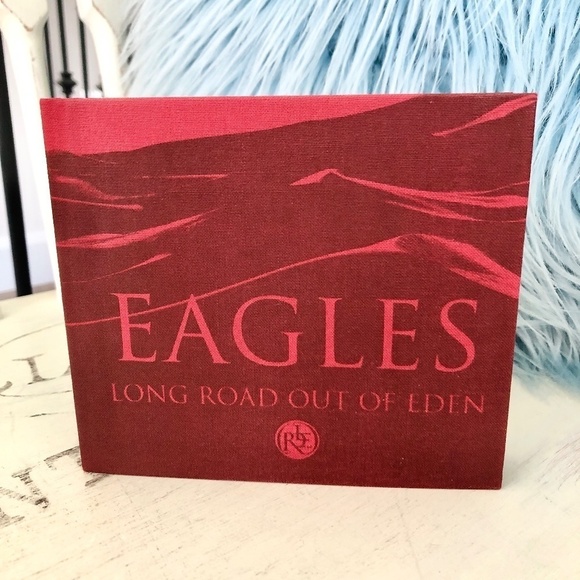 EAGLES
LONG ROAD OUT OF EDEN